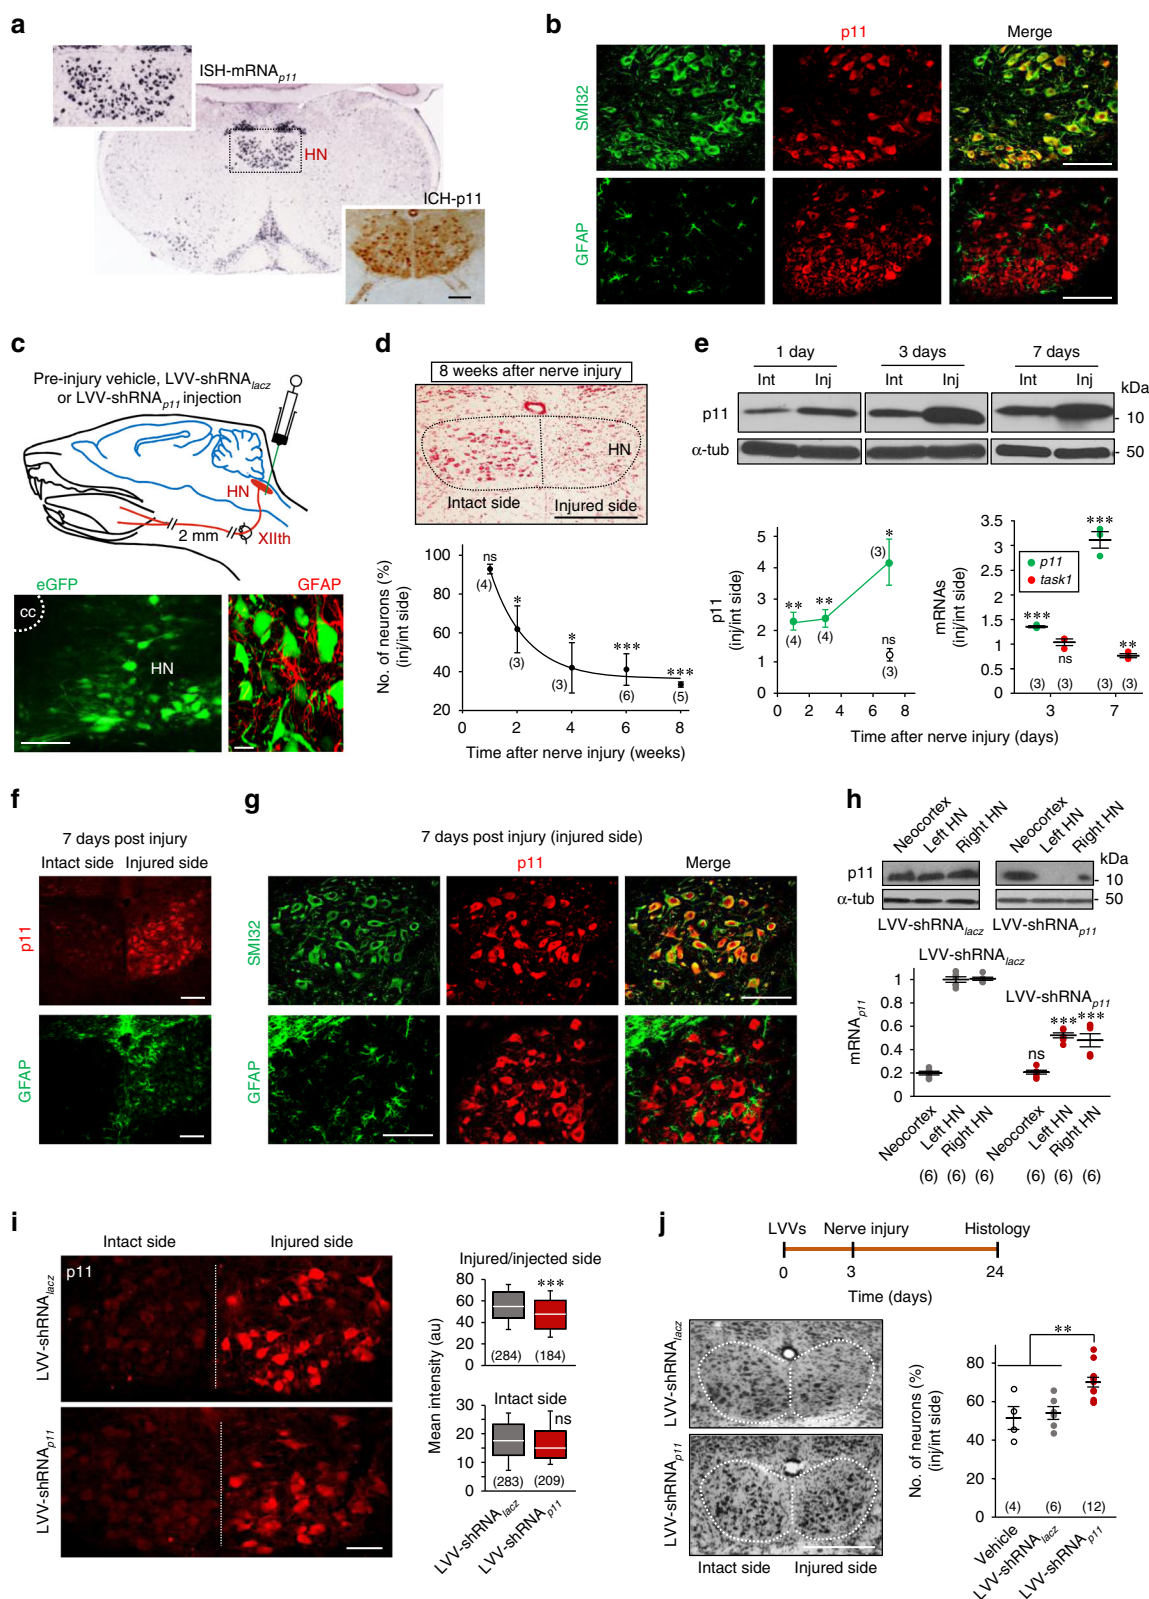 a
ISH-mRNAp11
HN
ICH-p11
b
p11
Merge
SMI32
GFAP
c
Pre-injury vehicle, LVV-shRNAlacz
or LVV-shRNAp11 injection
HN
2 mm
XIIth
eGFP
GFAP
cc
HN
d
8 weeks after nerve injury
HN
Intact side
Injured side
No. of neurons (%)
(inj/int side)
100
80
60
40
20
ns
(4)
*
(3)
*
(3)
***
(6)
***
(5)
0 2 4 6 8
Time after nerve injury (weeks)
e
1 day 3 days 7 days
Int Inj Int Inj Int Inj
kDa
p11
10
α-tub
50
p11
(inj/int side)
5
4
3
2
1
0
**
(4)
**
(4)
*
(3)
ns
(3)
0 2 4 6 8
mRNAs
(inj/int side)
3.5
3
2.5
2
1.5
1
0.5
0
p11
task1
***
ns
***
**
(3) (3) (3) (3)
3 7
Time after nerve injury (days)
f
7 days post injury
Intact side Injured side
p11
GFAP
g
7 days post injury (injured side)
p11
Merge
SMI32
GFAP
h
Neocortex
Left HN
Right HN
Neocortex
Left HN
Right HN
kDa
p11
10
α-tub
50
LVV-shRNAlacz LVV-shRNAp11
LVV-shRNAlacz
LVV-shRNAp11
mRNAp11
1
0.8
0.6
0.4
0.2
0
ns
***
***
Neocortex
Left HN
Right HN
Neocortex
Left HN
Right HN
(6) (6) (6) (6) (6) (6)
i
Intact side Injured side
p11
LVV-shRNAlacz
LVV-shRNAp11
Injured/injected side
Mean intensity (au)
80
60
40
20
0
***
(284) (184)
Intact side
30
20
10
0
ns
(283) (209)
LVV-shRNAlacz
LVV-shRNAp11
j
LVVs Nerve injury Histology
0 3 24
Time (days)
LVV-shRNAlacz
LVV-shRNAp11
Intact side Injured side
No. of neurons (%)
(inj/int side)
80
60
40
20
0
**
(4) (6) (12)
Vehicle
LVV-shRNAlacz
LVV-shRNAp11